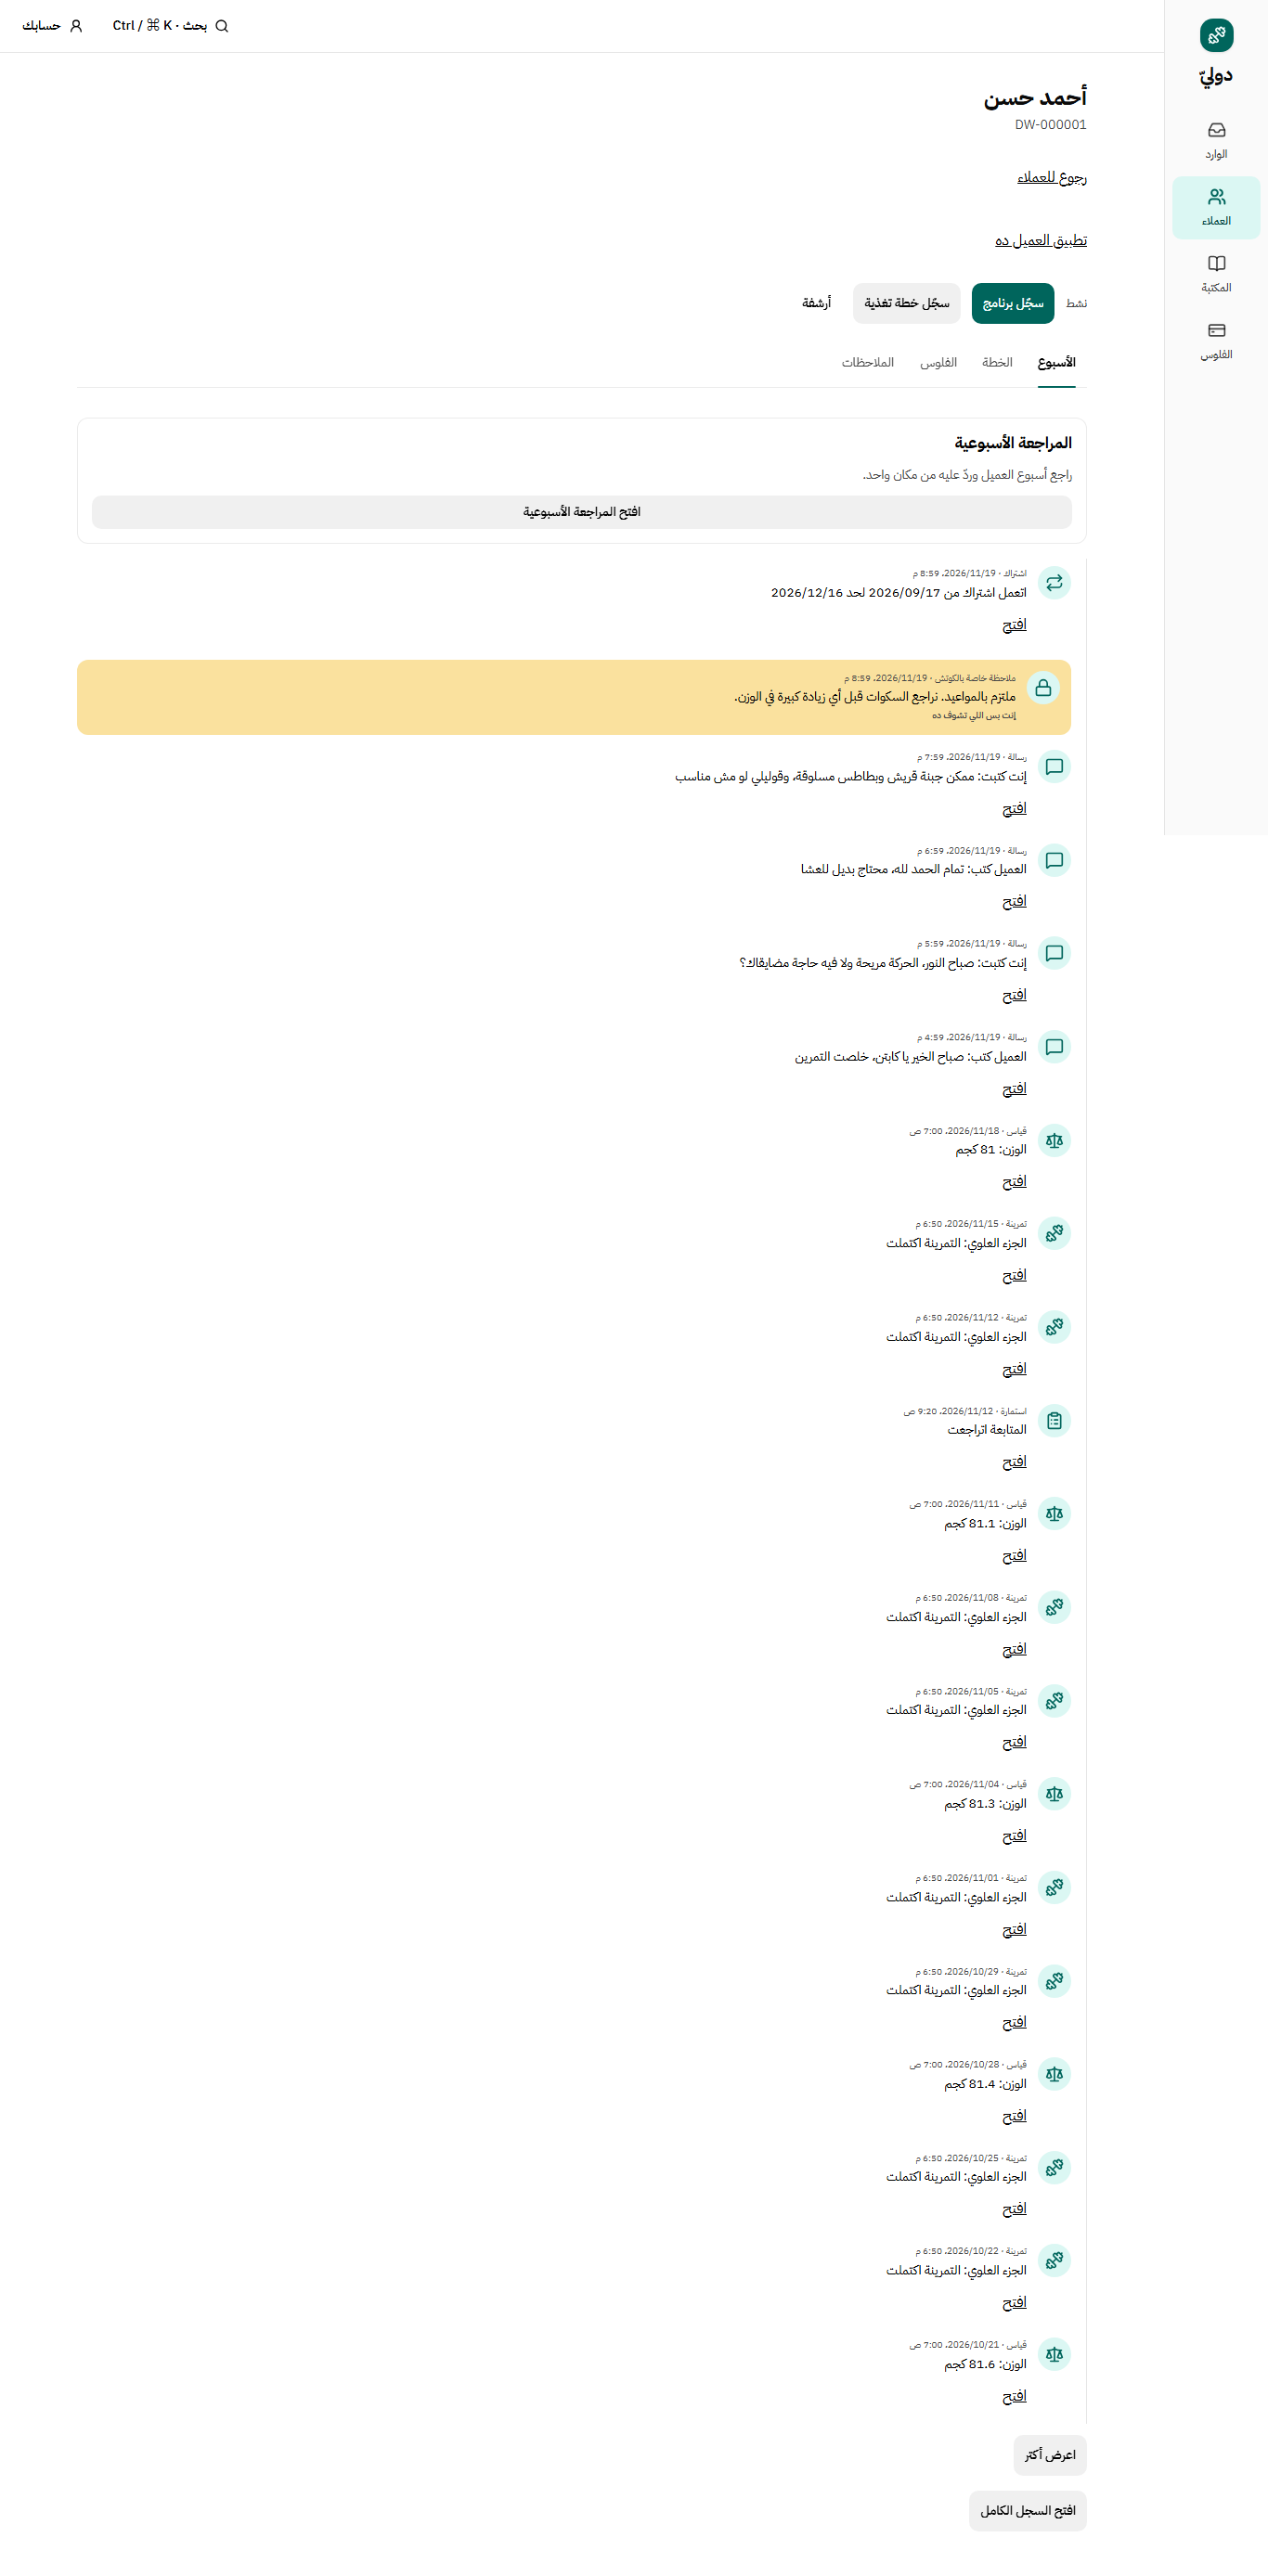 دوليّ
الوارد
العملاء
المكتبة
الفلوس
بحث · Ctrl / ⌘ K
حسابك
أحمد حسن
DW-000001
رجوع للعملاء
تطبيق العميل ده
نشط
سجّل برنامج
سجّل خطة تغذية
أرشفة
الأسبوع
الخطة
الفلوس
الملاحظات
المراجعة الأسبوعية
راجع أسبوع العميل وردّ عليه من مكان واحد.
افتح المراجعة الأسبوعية
اشتراك · 2026/11/19، 8:59 م
اتعمل اشتراك من 2026/09/17 لحد 2026/12/16
افتح
ملاحظة خاصة بالكوتش · 2026/11/19، 8:59 م
ملتزم بالمواعيد. نراجع السكوات قبل أي زيادة كبيرة في الوزن.
إنت بس اللي تشوف ده
رسالة · 2026/11/19، 7:59 م
إنت كتبت: ممكن جبنة قريش وبطاطس مسلوقة، وقوليلي لو مش مناسب
افتح
رسالة · 2026/11/19، 6:59 م
العميل كتب: تمام الحمد لله، محتاج بديل للعشا
افتح
رسالة · 2026/11/19، 5:59 م
إنت كتبت: صباح النور، الحركة مريحة ولا فيه حاجة مضايقاك؟
افتح
رسالة · 2026/11/19، 4:59 م
العميل كتب: صباح الخير يا كابتن، خلصت التمرين
افتح
قياس · 2026/11/18، 7:00 ص
الوزن: 81 كجم
افتح
تمرينة · 2026/11/15، 6:50 م
الجزء العلوي: التمرينة اكتملت
افتح
تمرينة · 2026/11/12، 6:50 م
الجزء العلوي: التمرينة اكتملت
افتح
استمارة · 2026/11/12، 9:20 ص
المتابعة اتراجعت
افتح
قياس · 2026/11/11، 7:00 ص
الوزن: 81.1 كجم
افتح
تمرينة · 2026/11/08، 6:50 م
الجزء العلوي: التمرينة اكتملت
افتح
تمرينة · 2026/11/05، 6:50 م
الجزء العلوي: التمرينة اكتملت
افتح
قياس · 2026/11/04، 7:00 ص
الوزن: 81.3 كجم
افتح
تمرينة · 2026/11/01، 6:50 م
الجزء العلوي: التمرينة اكتملت
افتح
تمرينة · 2026/10/29، 6:50 م
الجزء العلوي: التمرينة اكتملت
افتح
قياس · 2026/10/28، 7:00 ص
الوزن: 81.4 كجم
افتح
تمرينة · 2026/10/25، 6:50 م
الجزء العلوي: التمرينة اكتملت
افتح
تمرينة · 2026/10/22، 6:50 م
الجزء العلوي: التمرينة اكتملت
افتح
قياس · 2026/10/21، 7:00 ص
الوزن: 81.6 كجم
افتح
اعرض أكتر
افتح السجل الكامل